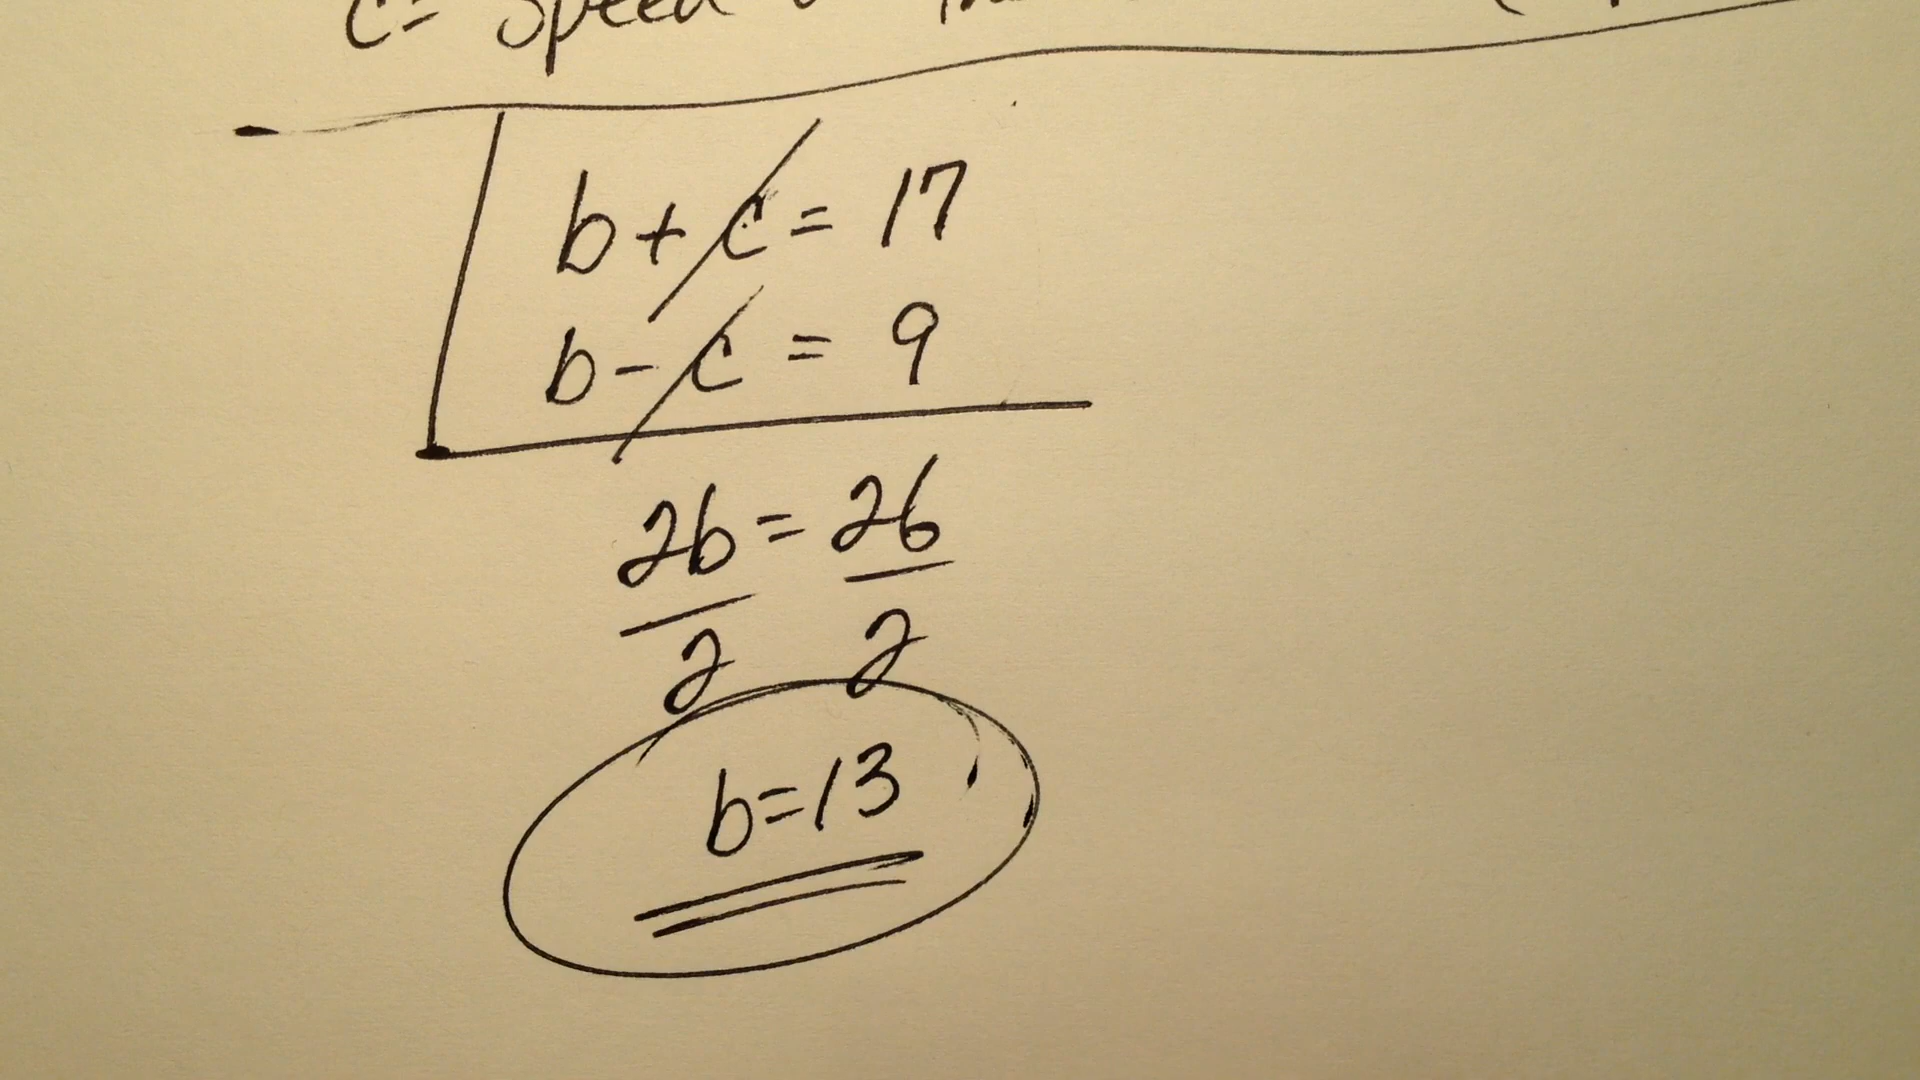 c= Speed
b+c=17
b-c=9
2b=26
2 2
b=13